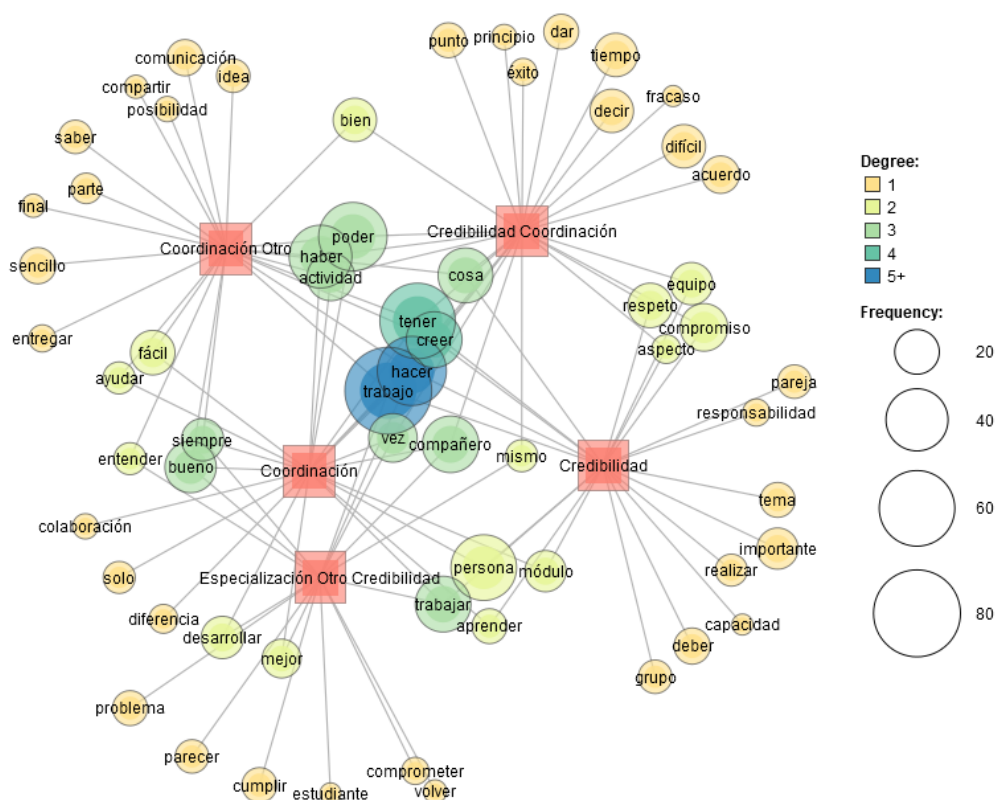 dar
punto
principio
comunicación
tiempo
éxito
idea
compartir
fracaso
posibilidad
decir
bien
saber
difícil
acuerdo
parte
final
Credibilidad Coordinación
poder
Coordinación Otro
haber
sencillo
cosa
actividad
equipo
respeto
tener
compromiso
entregar
creer
aspecto
fácil
hacer
ayudar
trabajo
pareja
responsabilidad
siempre
vez
compañero
entender
bueno
mismo
Coordinación
Credibilidad
tema
colaboración
importante
solo
Especialización Otro Credibilidad
persona
módulo
realizar
trabajar
diferencia
aprender
capacidad
desarrollar
deber
mejor
grupo
problema
parecer
comprometer
cumplir
estudiante
volver
Degree:
1
2
3
4
5+
Frequency:
20
40
60
80